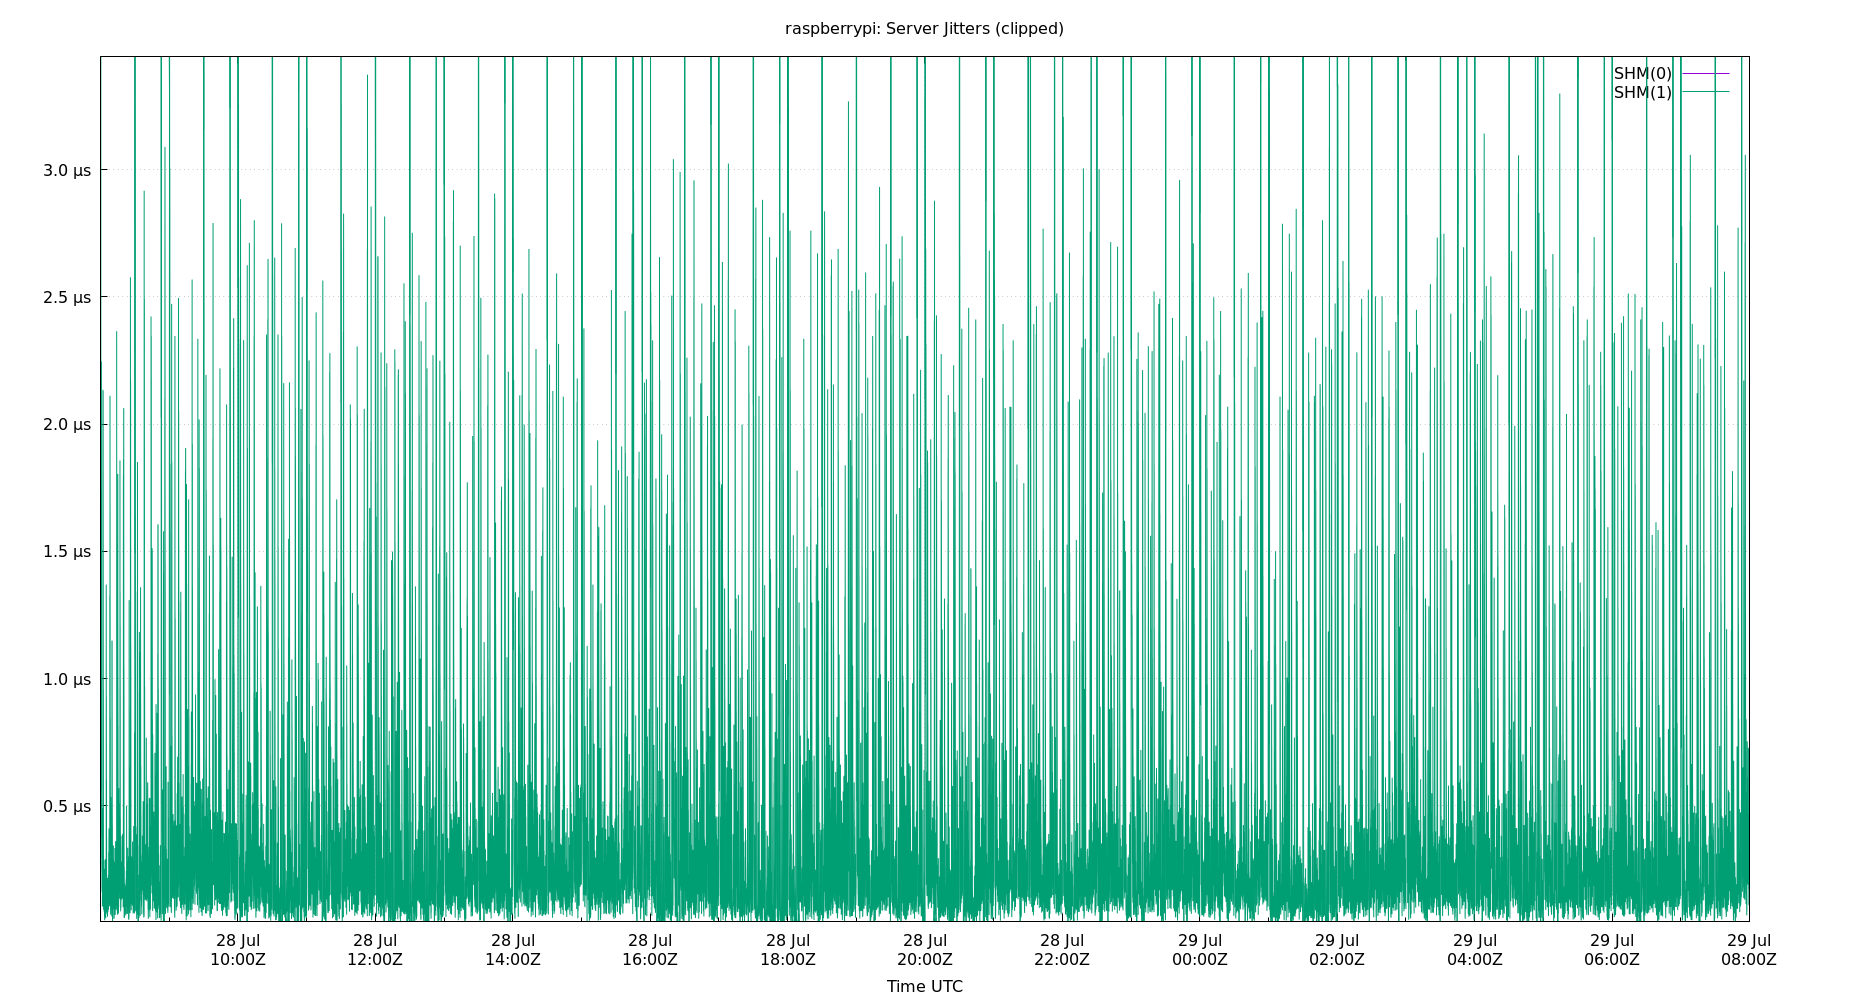 raspberrypi: Server Jitters (clipped)
SHM(0)
SHM(1)
3.0 µs
2.5 µs
2.0 µs
1.5 µs
1.0 µs
0.5 µs
28 Jul 28 Jul 28 Jul 28 Jul 28 Jul 28 Jul 28 Jul 29 Jul 29 Jul 29 Jul 29 Jul 29 Jul
10:00Z 12:00Z 14:00Z 16:00Z 18:00Z 20:00Z 22:00Z 00:00Z 02:00Z 04:00Z 06:00Z 08:00Z
Time UTC